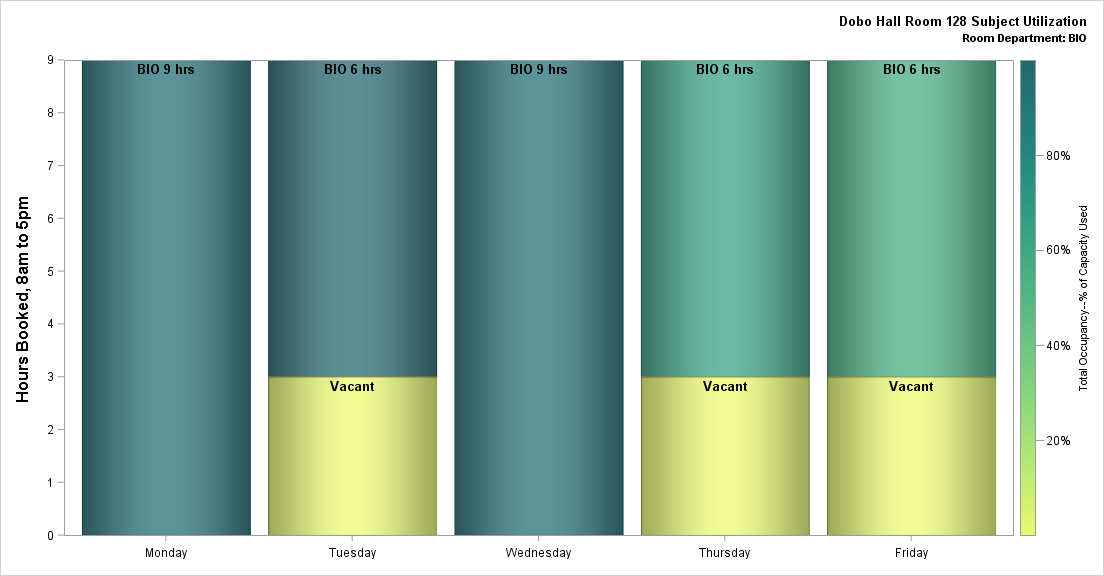 Dobo Hall Room 128 Subject Utilization
Room Department: BIO
Hours Booked, 8am to 5pm
9
8
7
6
5
4
3
2
1
0
BIO 9 hrs
BIO 6 hrs
BIO 9 hrs
BIO 6 hrs
BIO 6 hrs
Vacant
Vacant
Vacant
Monday
Tuesday
Wednesday
Thursday
Friday
80%
60%
40%
20%
Total Occupancy--% of Capacity Used